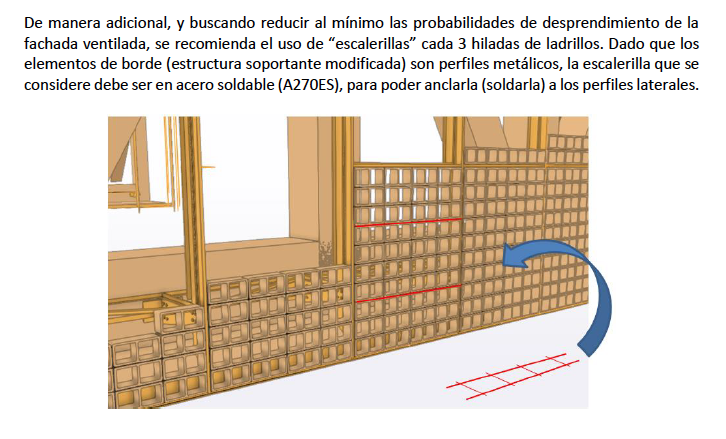 De manera adicional, y buscando reducir al mínimo las probabilidades de desprendimiento de la
fachada ventilada, se recomienda el uso de “escalerillas” cada 3 hiladas de ladrillos. Dado que los
elementos de borde (estructura soportante modificada) son perfiles metálicos, la escalerilla que se
considere debe ser en acero soldable (A270ES), para poder anclarla (soldarla) a los perfiles laterales.